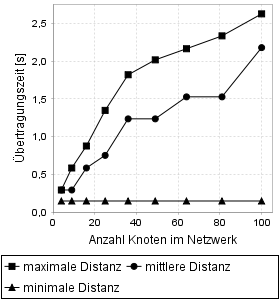 2,5
2,0
1,5
1,0
0,5
0,0
Übertragungszeit [s]
0 20 40 60 80 100
Anzahl Knoten im Netzwerk
maximale Distanz mittlere Distanz
minimale Distanz